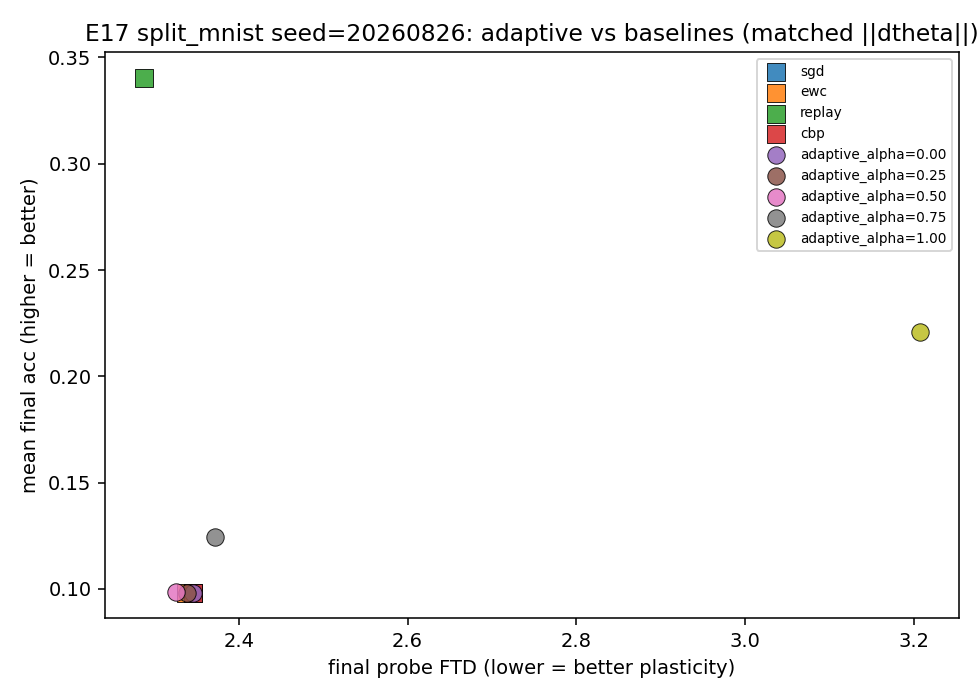 E17 split_mnist seed=20260826: adaptive vs baselines (matched ||dtheta||)
0.35
0.30
0.25
0.20
0.15
0.10
mean final acc (higher = better)
sgd
ewc
replay
cbp
adaptive_alpha=0.00
adaptive_alpha=0.25
adaptive_alpha=0.50
adaptive_alpha=0.75
adaptive_alpha=1.00
2.4
2.6
2.8
3.0
3.2
final probe FTD (lower = better plasticity)